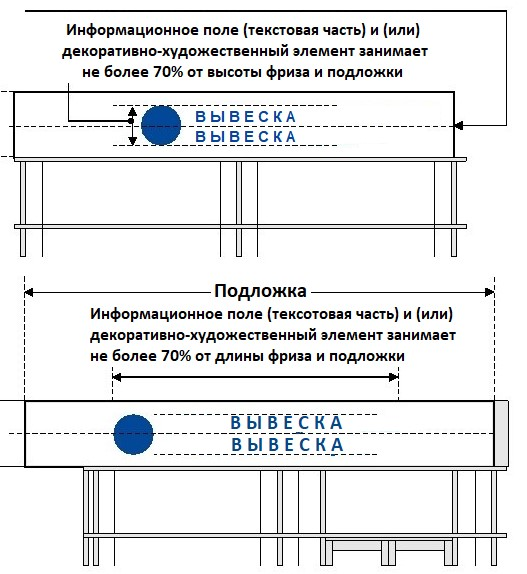 Информационное поле (текстовая часть) и (или)
декоративно-художественный элемент занимает
не более 70% от высоты фриза и подложки
ВЫВЕСКА
ВЫВЕСКА
Подложка
Информационное поле (тексотовая часть) и (или)
декоративно-художественный элемент занимает
не более 70% от длины фриза и подложки
ВЫВЕСКА
ВЫВЕСКА